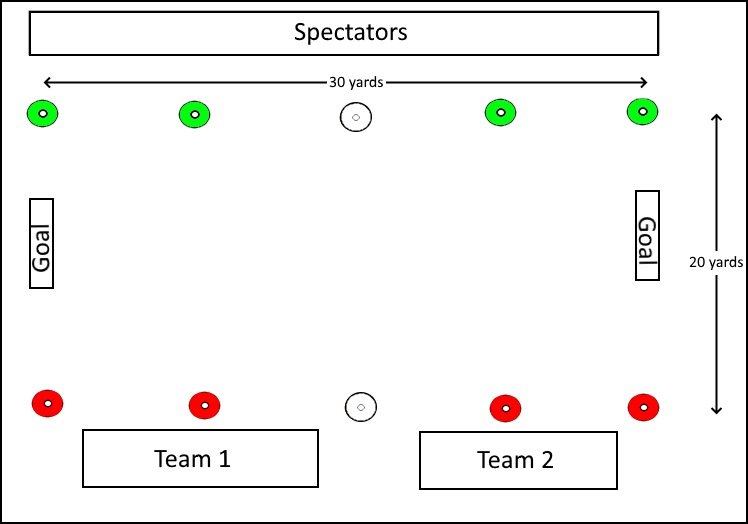 Spectators
30 yards
Goal
Goal
20 yards
Team 1
Team 2